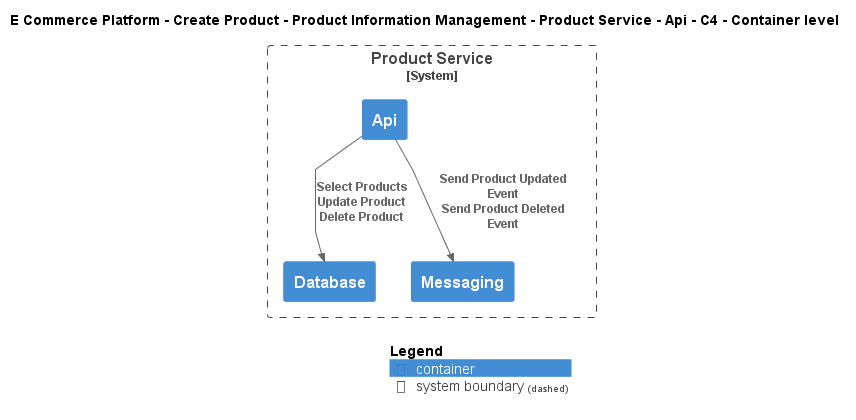 E Commerce Platform - Create Product - Product Information Management - Product Service - Api - C4 - Container level
Product Service
[System]
Api
Select Products
Update Product
Delete Product
Send Product Updated
Event
Send Product Deleted
Event
Database
Messaging
Legend
container
system boundary (dashed)